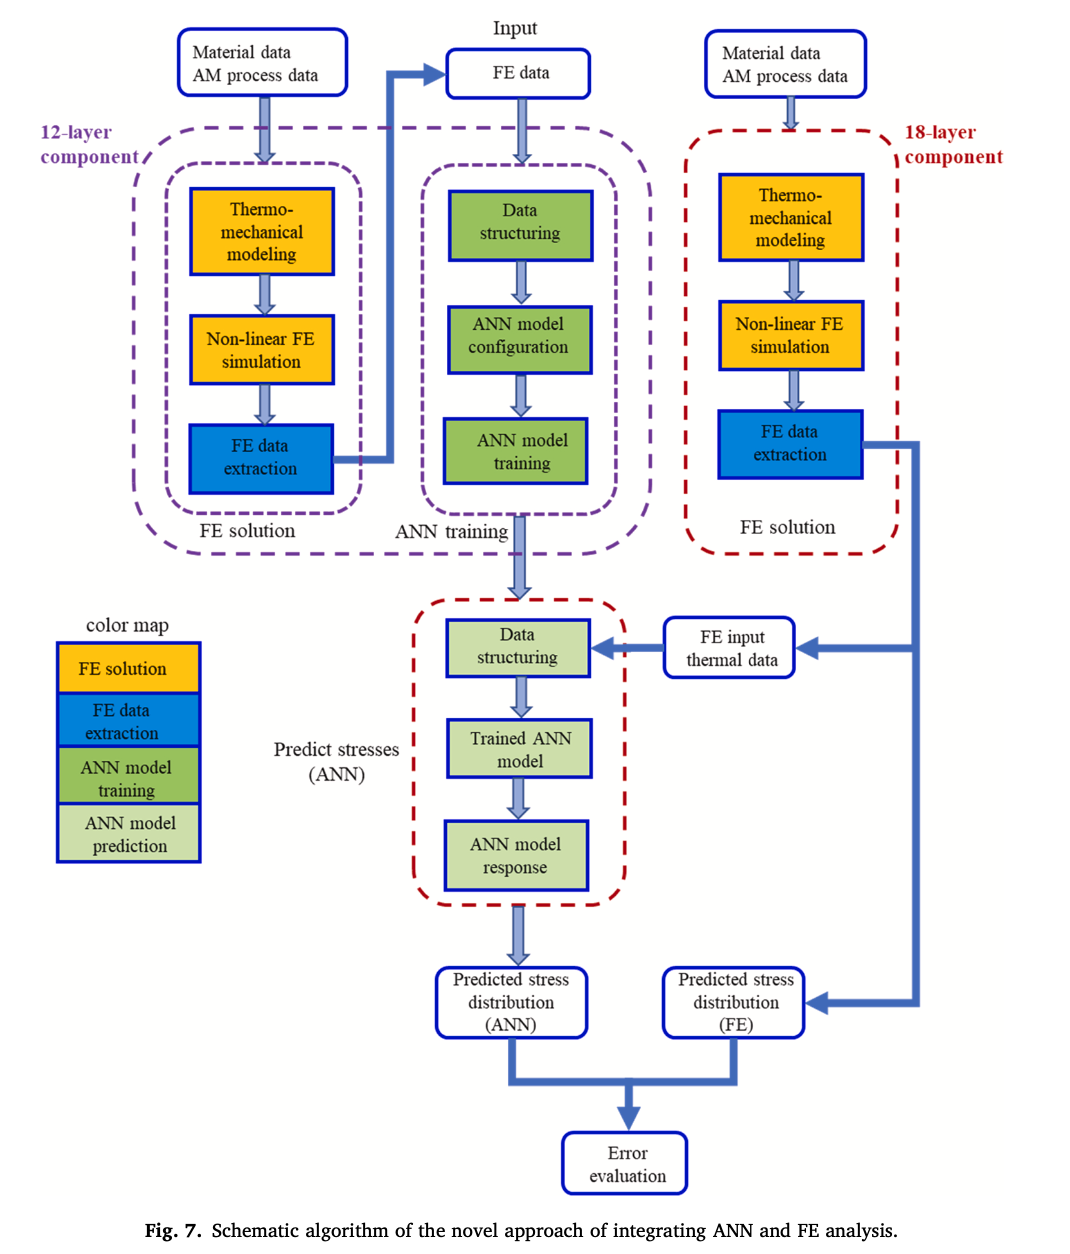 Input
Material data
AM process data
FE data
Material data
AM process data
12-layer
component
18-layer
component
Thermo-
mechanical
modeling
Non-linear FE
simulation
FE data
extraction
FE solution
Data
structuring
ANN model
configuration
ANN model
training
ANN training
Thermo-
mechanical
modeling
Non-linear FE
simulation
FE data
extraction
FE solution
color map
FE solution
FE data
extraction
ANN model
training
ANN model
prediction
Predict stresses
(ANN)
Data
structuring
FE input
thermal data
Trained ANN
model
ANN model
response
Predicted stress
distribution
(ANN)
Predicted stress
distribution
(FE)
Error
evaluation
Fig. 7. Schematic algorithm of the novel approach of integrating ANN and FE analysis.